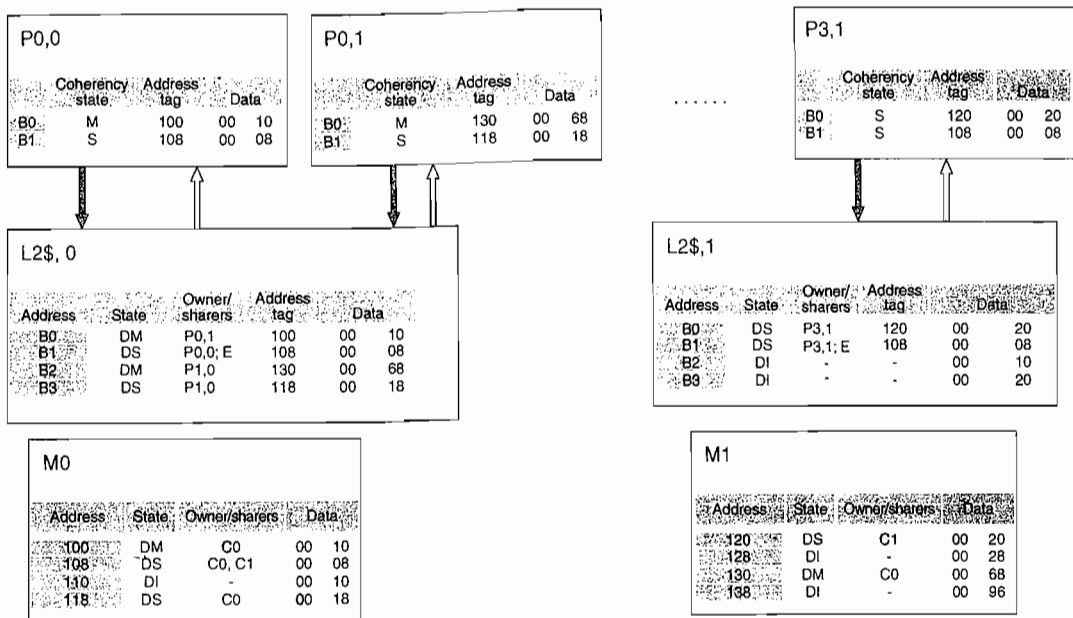 P0,0
Coherency state Address tag Data
B0 M 100 00 10
B1 S 108 00 08
P0,1
Coherency state Address tag Data
B0 M 130 00 68
B1 S 118 00 18
......
P3,1
Coherency state Address tag Data
B0 S 120 00 20
B1 S 108 00 08
L2$, 0
Address State Owner/ sharers Address tag Data
B0 DM P0,1 100 00 10
B1 DS P0,0; E 108 00 08
B2 DM P1,0 130 00 68
B3 DS P1,0 118 00 18
L2$,1
Address State Owner/ sharers Address tag Data
B0 DS P3,1 120 00 20
B1 DS P3,1; E 108 00 08
B2 DI - - 00 10
B3 DI - - 00 20
M0
Address State Owner/sharers Data
100 DM C0 00 10
108 DS C0, C1 00 08
110 DI - 00 10
118 DS C0 00 18
M1
Address State Owner/sharers Data
120 DS C1 00 20
128 DI - 00 28
130 DM C0 00 68
138 DI - 00 96